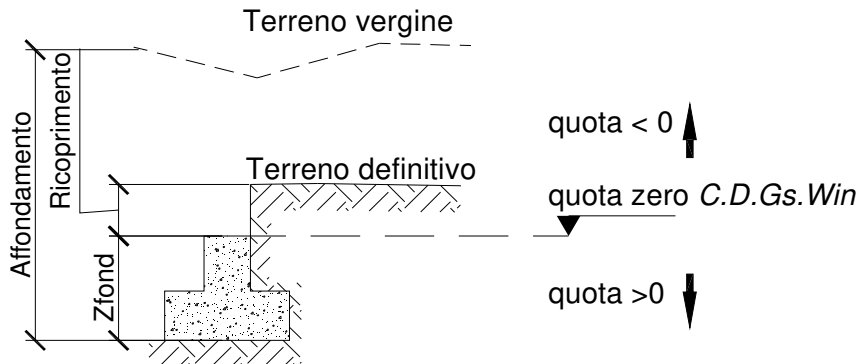 Terreno vergine
Affondamento
Ricoprimento
quota < 0
Terreno definitivo
quota zero C.D.Gs.Win
Zfond
quota >0